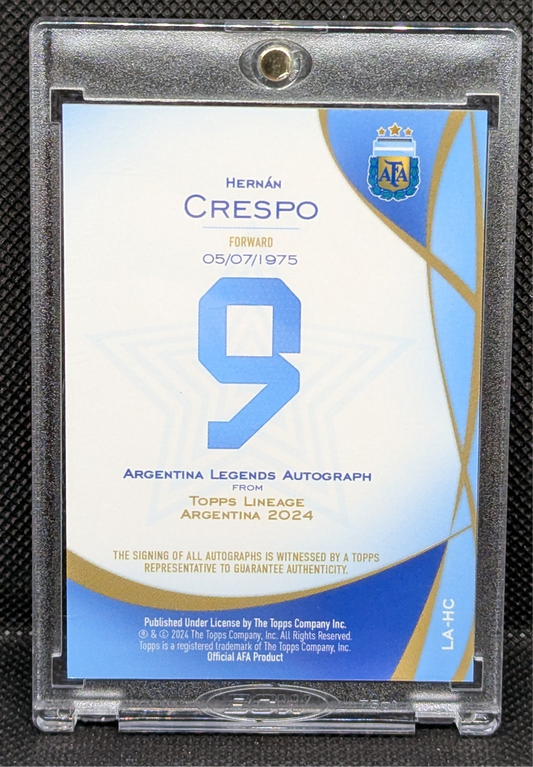 AFA
HERNÁN
CRESPO
FORWARD
05/07/1975
9
ARGENTINA LEGENDS AUTOGRAPH
FROM
TOPPS LINEAGE
ARGENTINA 2024
THE SIGNING OF ALL AUTOGRAPHS IS WITNESSED BY A TOPPS
REPRESENTATIVE TO GUARANTEE AUTHENTICITY.
LA-HC
Published Under License by The Topps Company, Inc.
® & © 2024 The Topps Company, Inc. All Rights Reserved.
Topps is a registered trademark of The Topps Company, Inc.
Official AFA Product